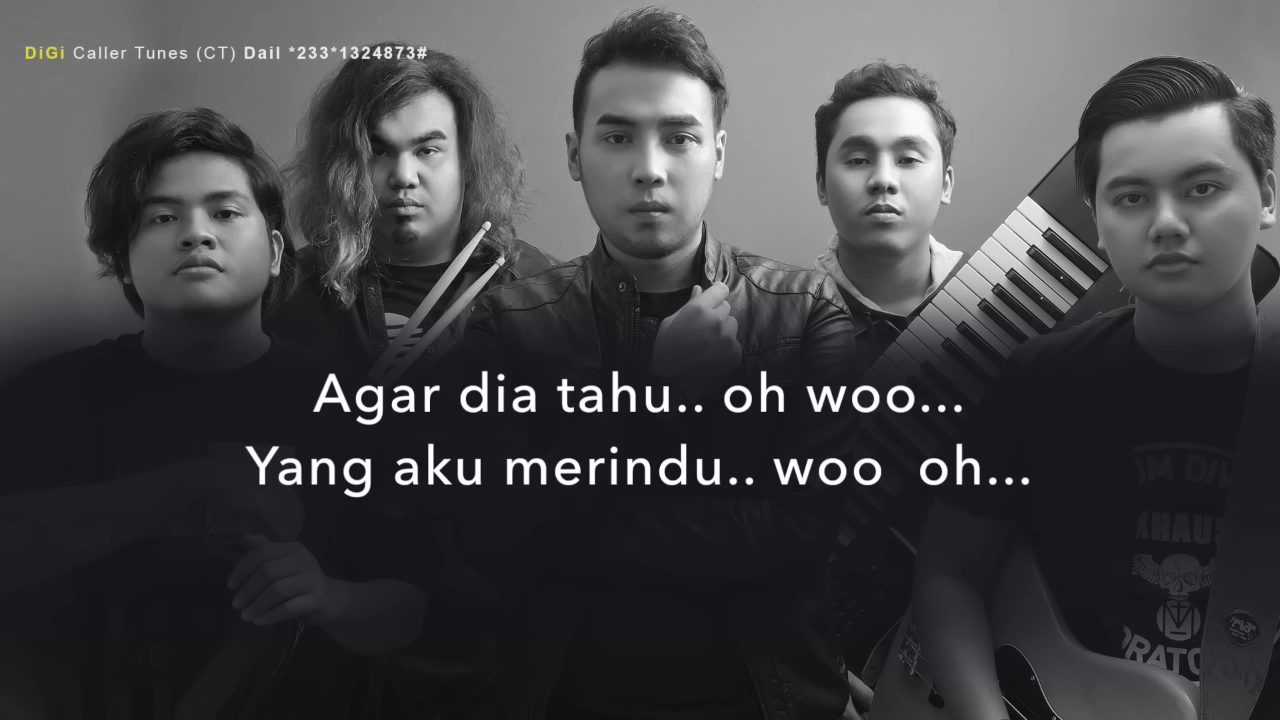 DiGi Caller Tunes (CT) Dail *233*1324873#
Agar dia tahu.. oh woo...
Yang aku merindu.. woo oh...